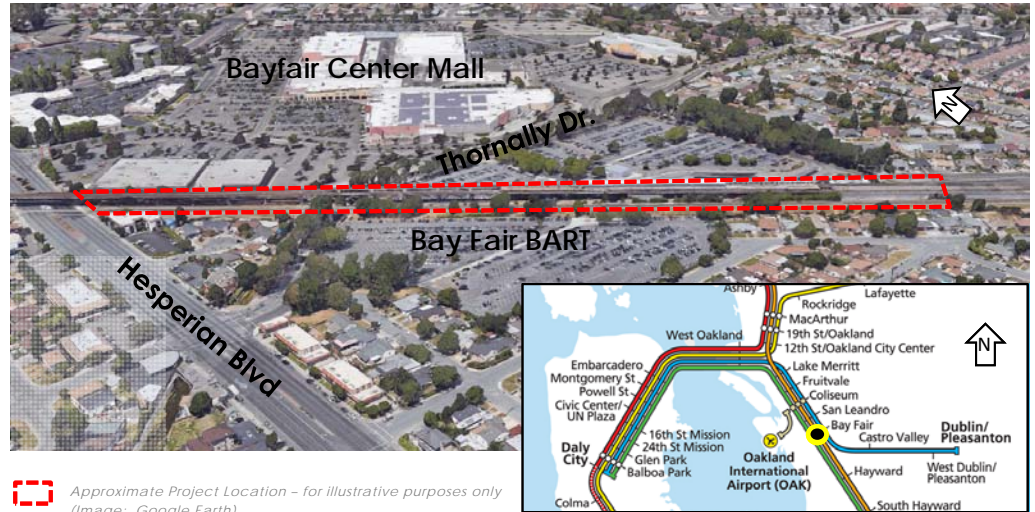 Bayfair Center Mall
N
Thornally Dr.
Bay Fair BART
Hesperian Blvd
Ashby
Lafayette
Rockridge
MacArthur
19th St/Oakland
12th St/Oakland City Center
West Oakland
N
Lake Merritt
Fruitvale
Coliseum
San Leandro
Bay Fair
Castro Valley
Dublin/
Pleasanton
West Dublin/
Pleasanton
Hayward
South Hayward
Embarcadero
Montgomery St
Powell St
Civic Center/
UN Plaza
16th St Mission
24th St Mission
Glen Park
Balboa Park
Daly
City
Colma
Oakland
International
Airport (OAK)
Approximate Project Location – for illustrative purposes only
(Image: Google Earth)